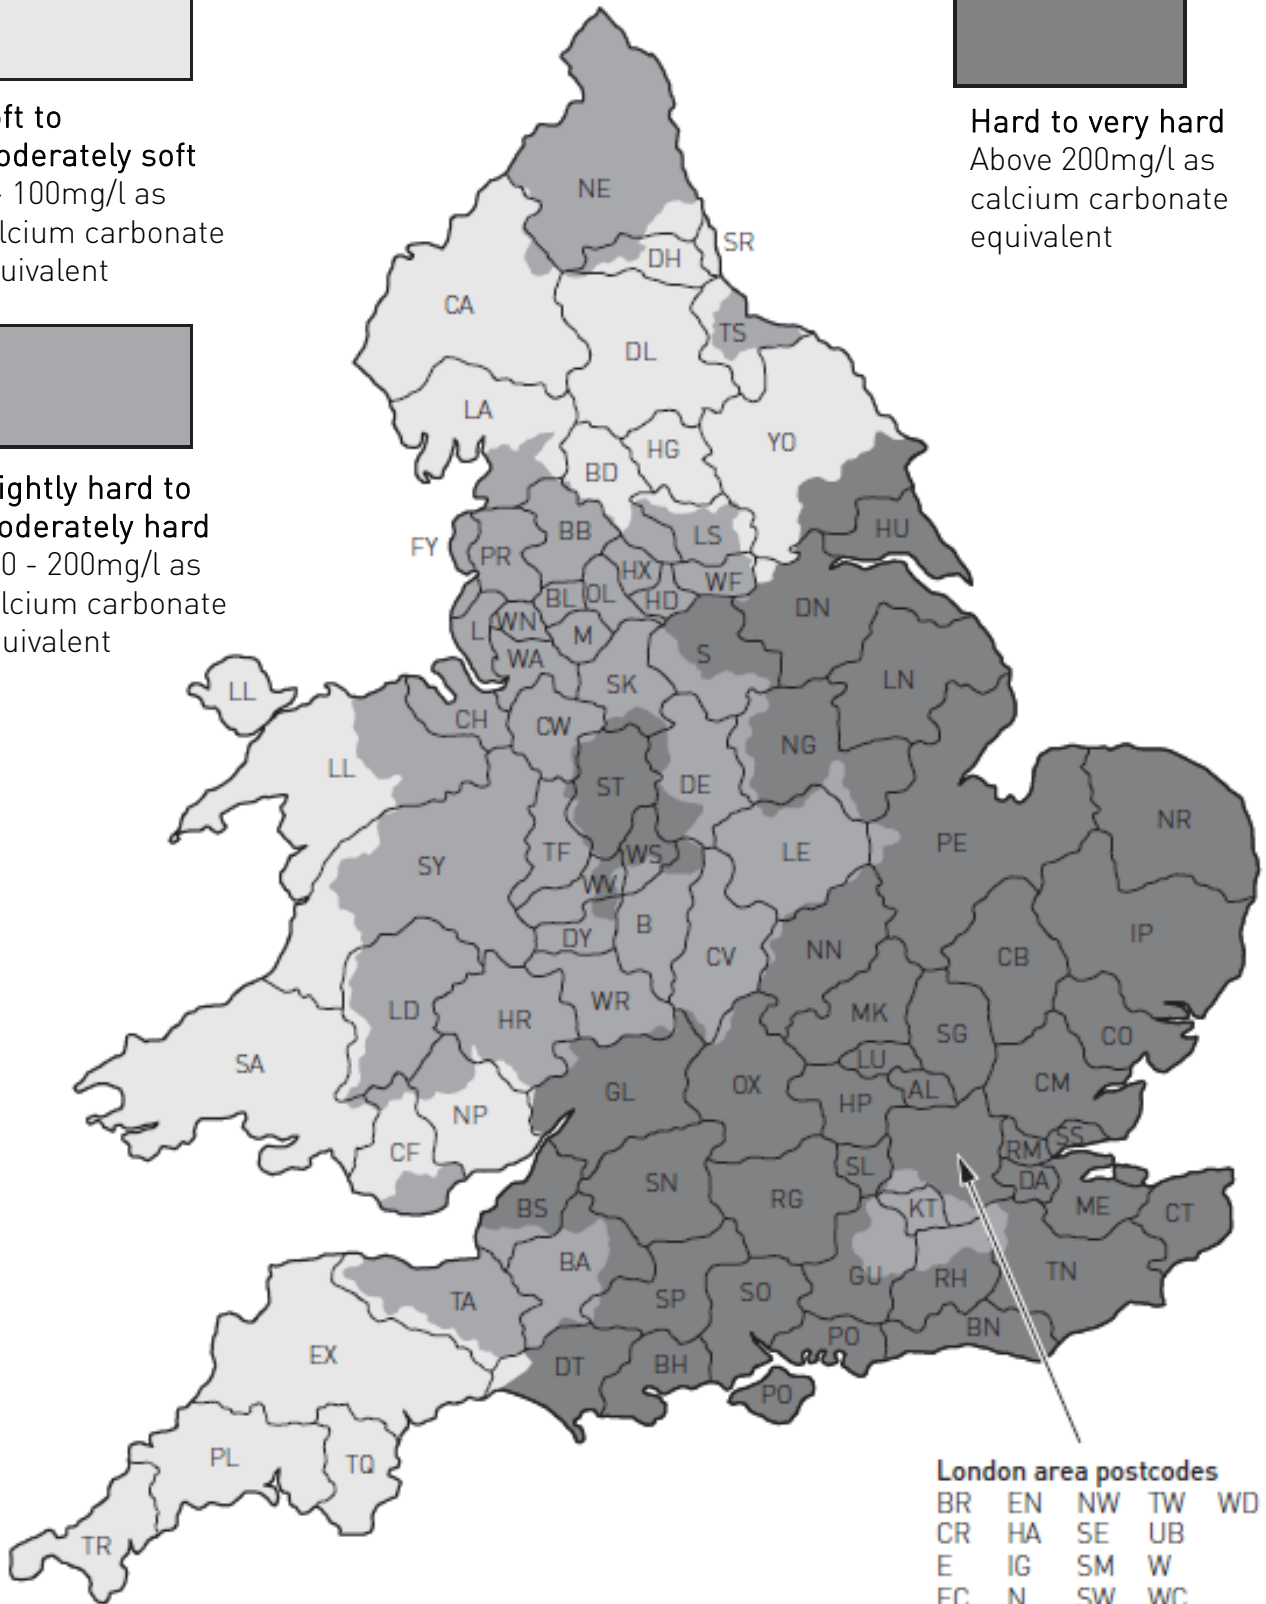 ft to
oderately soft
- 100mg/l as
lcium carbonate
uivalent
ightly hard to
oderately hard
0 - 200mg/l as
lcium carbonate
quivalent
Hard to very hard
Above 200mg/l as
calcium carbonate
equivalent
NE
SR
DH
CA
TS
DL
LA
YO
HG
BD
HU
BB
LS
FY
PR
HX
WF
BL
OL
HD
DN
WN
L
M
S
WA
SK
LN
LL
CH
CW
NG
LL
ST
DE
NR
PE
TF
WS
LE
SY
WV
B
IP
DY
NN
CV
CB
WR
LD
HR
MK
SG
CO
LU
SA
GL
OX
AL
CM
HP
NP
SS
CF
RM
SL
DA
SN
RG
BS
KT
ME
CT
BA
GU
RH
TN
TA
SP
SO
BN
PO
EX
DT
BH
PO
PL
TQ
TR
London area postcodes
BR EN NW TW WD
CR HA SE UB
E IG SM W
EC N SW WC